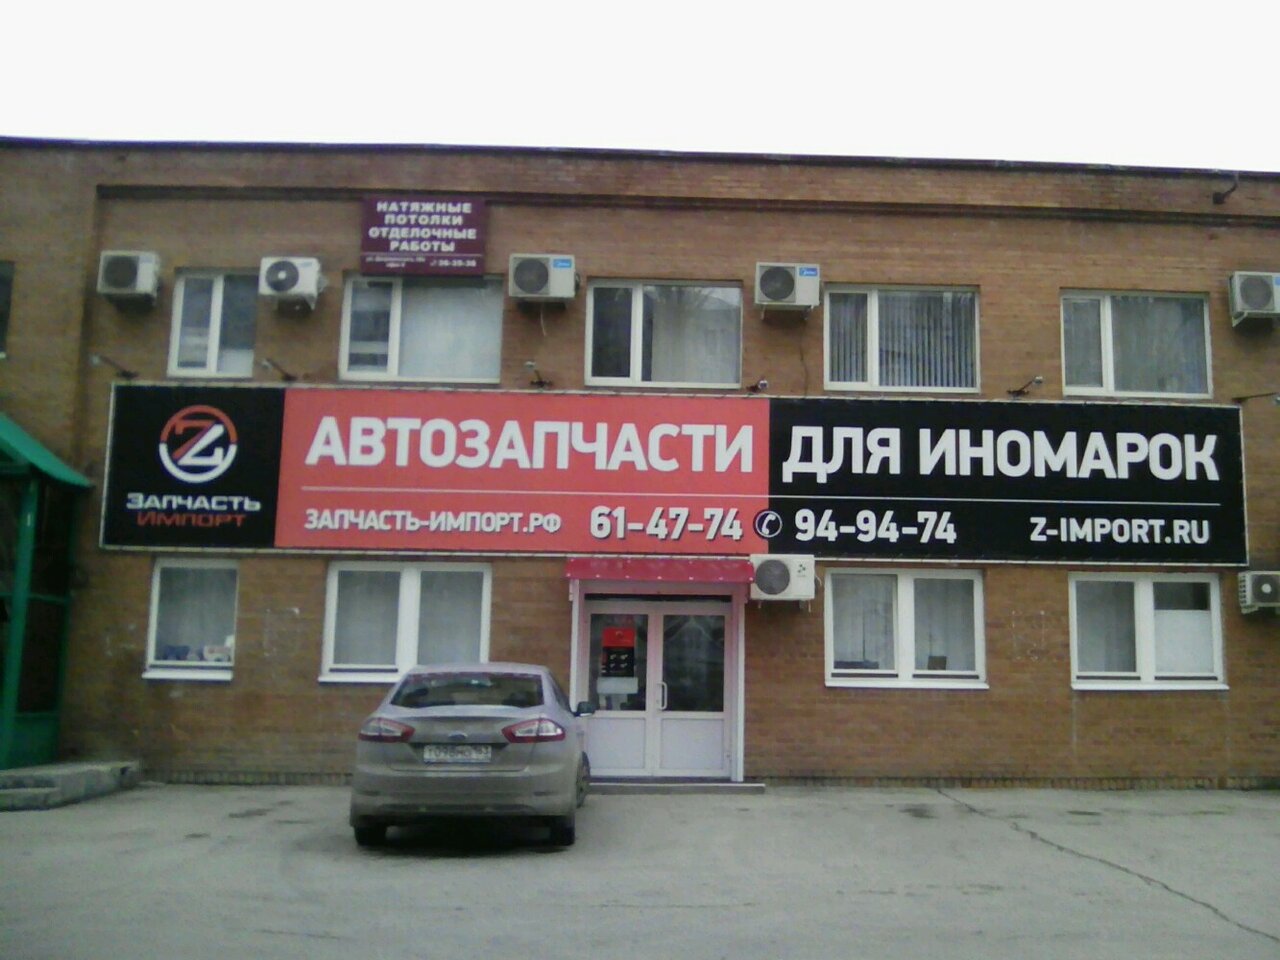 НАТЯЖНЫЕ
ПОТОЛКИ
ОТДЕЛОЧНЫЕ
РАБОТЫ
АВТОЗАПЧАСТИ ДЛЯ ИНОМАРОК
ЗАПЧАСТЬ
ИМПОРТ
ЗАПЧАСТЬ-ИМПОРТ.РФ 61-47-74 94-94-74 Z-IMPORT.RU